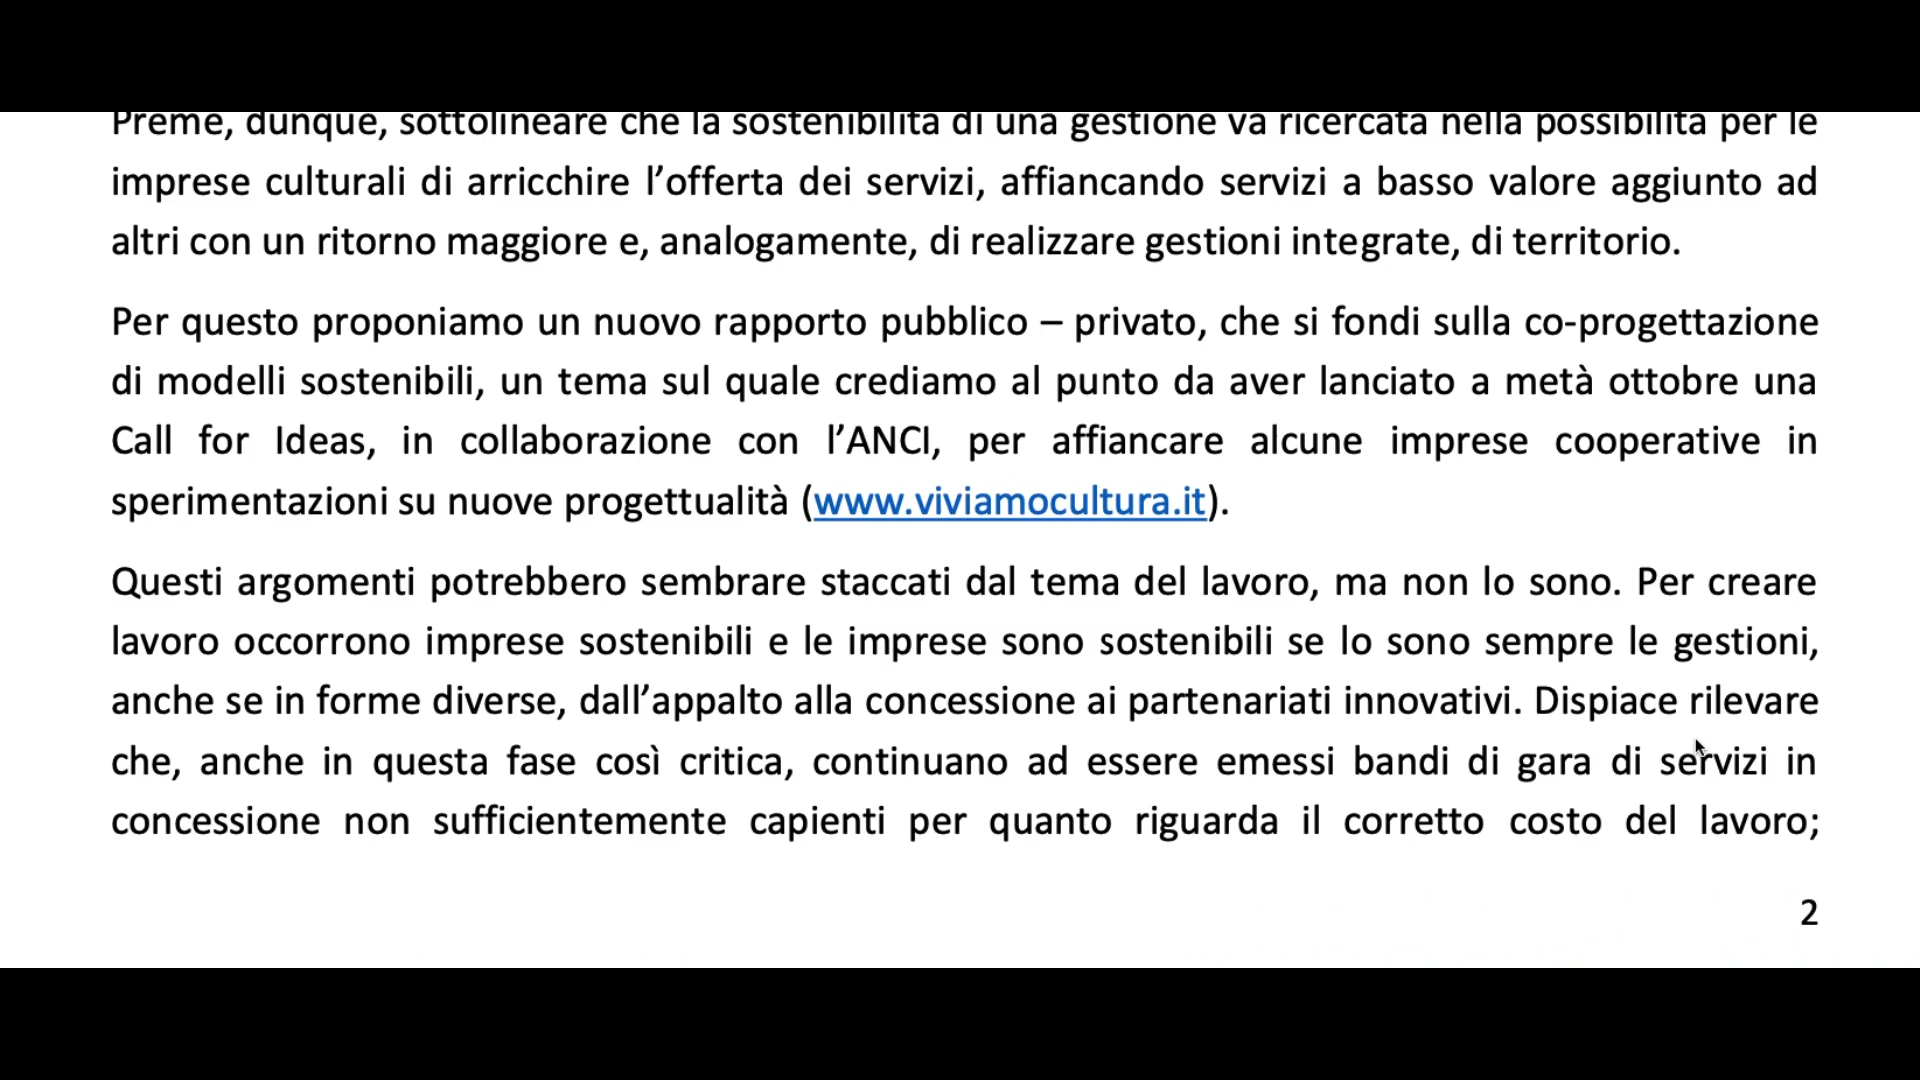 Preme, dunque, sottolineare che la sostenibilità di una gestione va ricercata nella possibilità per le
imprese culturali di arricchire l’offerta dei servizi, affiancando servizi a basso valore aggiunto ad
altri con un ritorno maggiore e, analogamente, di realizzare gestioni integrate, di territorio.
Per questo proponiamo un nuovo rapporto pubblico – privato, che si fondi sulla co-progettazione
di modelli sostenibili, un tema sul quale crediamo al punto da aver lanciato a metà ottobre una
Call for Ideas, in collaborazione con l’ANCI, per affiancare alcune imprese cooperative in
sperimentazioni su nuove progettualità (www.viviamocultura.it).
Questi argomenti potrebbero sembrare staccati dal tema del lavoro, ma non lo sono. Per creare
lavoro occorrono imprese sostenibili e le imprese sono sostenibili se lo sono sempre le gestioni,
anche se in forme diverse, dall’appalto alla concessione ai partenariati innovativi. Dispiace rilevare
che, anche in questa fase così critica, continuano ad essere emessi bandi di gara di servizi in
concessione non sufficientemente capienti per quanto riguarda il corretto costo del lavoro;
2